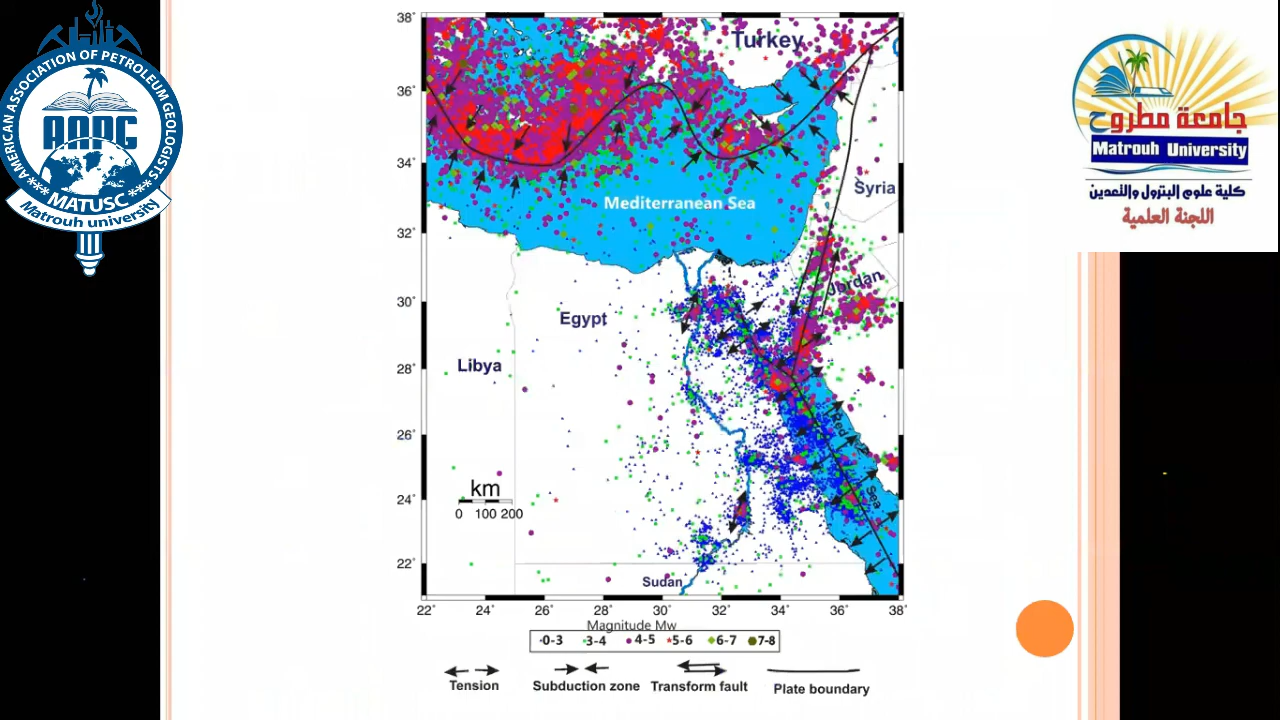 AMERICAN ASSOCIATION OF PETROLEUM GEOLOGISTS
AAPG
*** MATUSC ***
Matrouh university
جامعة مطروح
Matrouh University
كلية علوم البترول والتعدين
اللجنة العلمية
38°
36°
34°
32°
30°
28°
26°
24°
22°
Turkey
Syria
Mediterranean Sea
Jordan
Egypt
Libya
Red
Sea
km
0 100 200
Sudan
22° 24° 26° 28° 30° 32° 34° 36° 38°
Magnitude Mw
0-3 3-4 4-5 5-6 6-7 7-8
Tension Subduction zone Transform fault Plate boundary